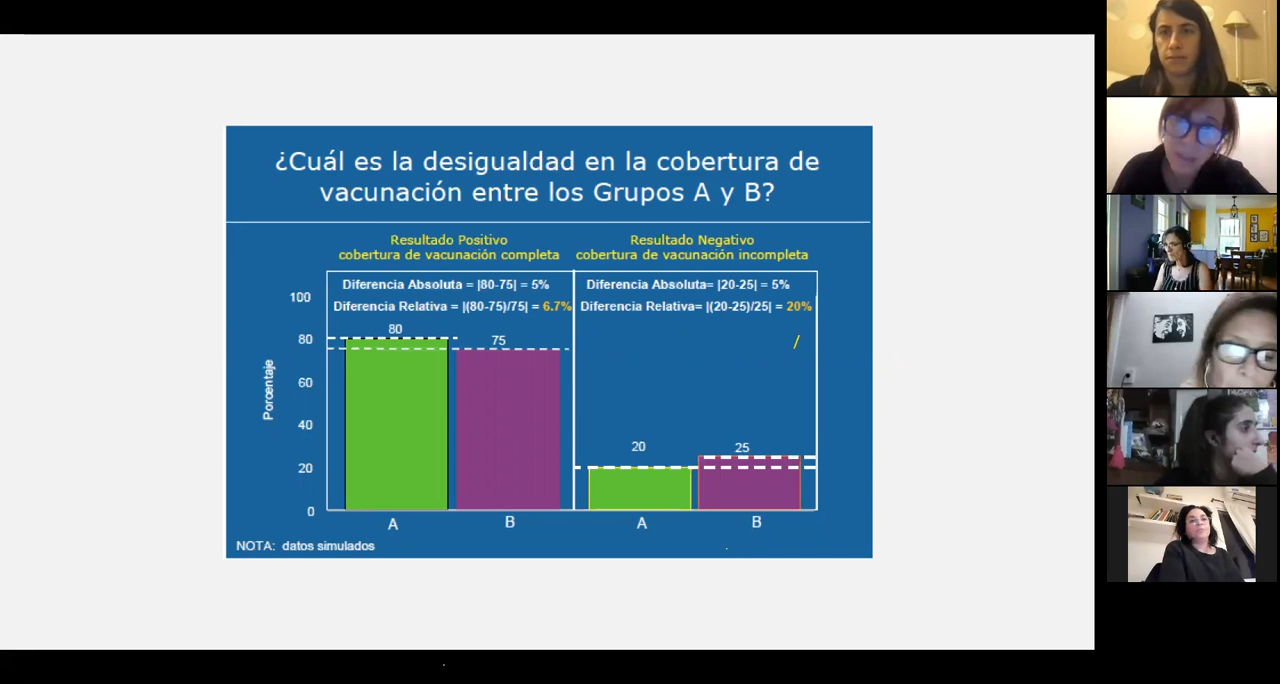 ¿Cuál es la desigualdad en la cobertura de
vacunación entre los Grupos A y B?
Resultado Positivo
cobertura de vacunación completa
Resultado Negativo
cobertura de vacunación incompleta
Diferencia Absoluta = |80-75| = 5%
Diferencia Relativa = |(80-75)/75| = 6.7%
Diferencia Absoluta= |20-25| = 5%
Diferencia Relativa= |(20-25)/25| = 20%
Porcentaje
100
80
60
40
20
0
80
75
20
25
A
B
A
B
NOTA: datos simulados